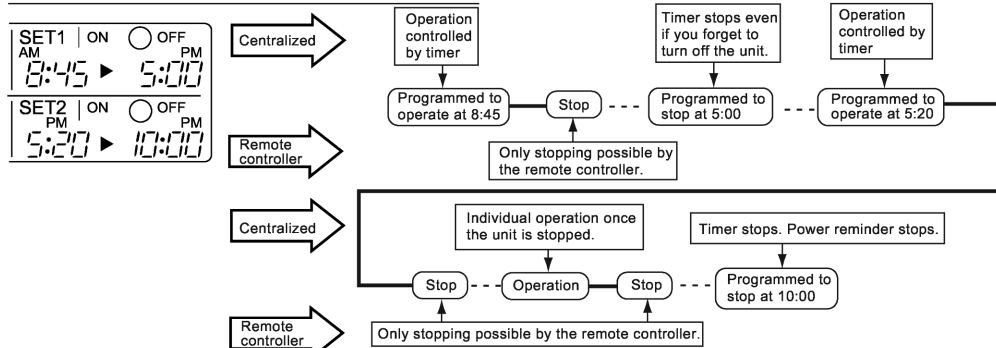 SET1 ON OFF
AM PM
8:45 ▶ 5:00
SET2 ON OFF
PM PM
5:20 ▶ 10:00
Centralized
Operation
controlled
by timer
Timer stops even
if you forget to
turn off the unit.
Operation
controlled by
timer
Programmed to
operate at 8:45
Stop
Programmed to
stop at 5:00
Programmed to
operate at 5:20
Remote
controller
Only stopping possible by
the remote controller.
Centralized
Individual operation once
the unit is stopped.
Timer stops. Power reminder stops.
Stop
Operation
Stop
Programmed to
stop at 10:00
Remote
controller
Only stopping possible by the remote controller.